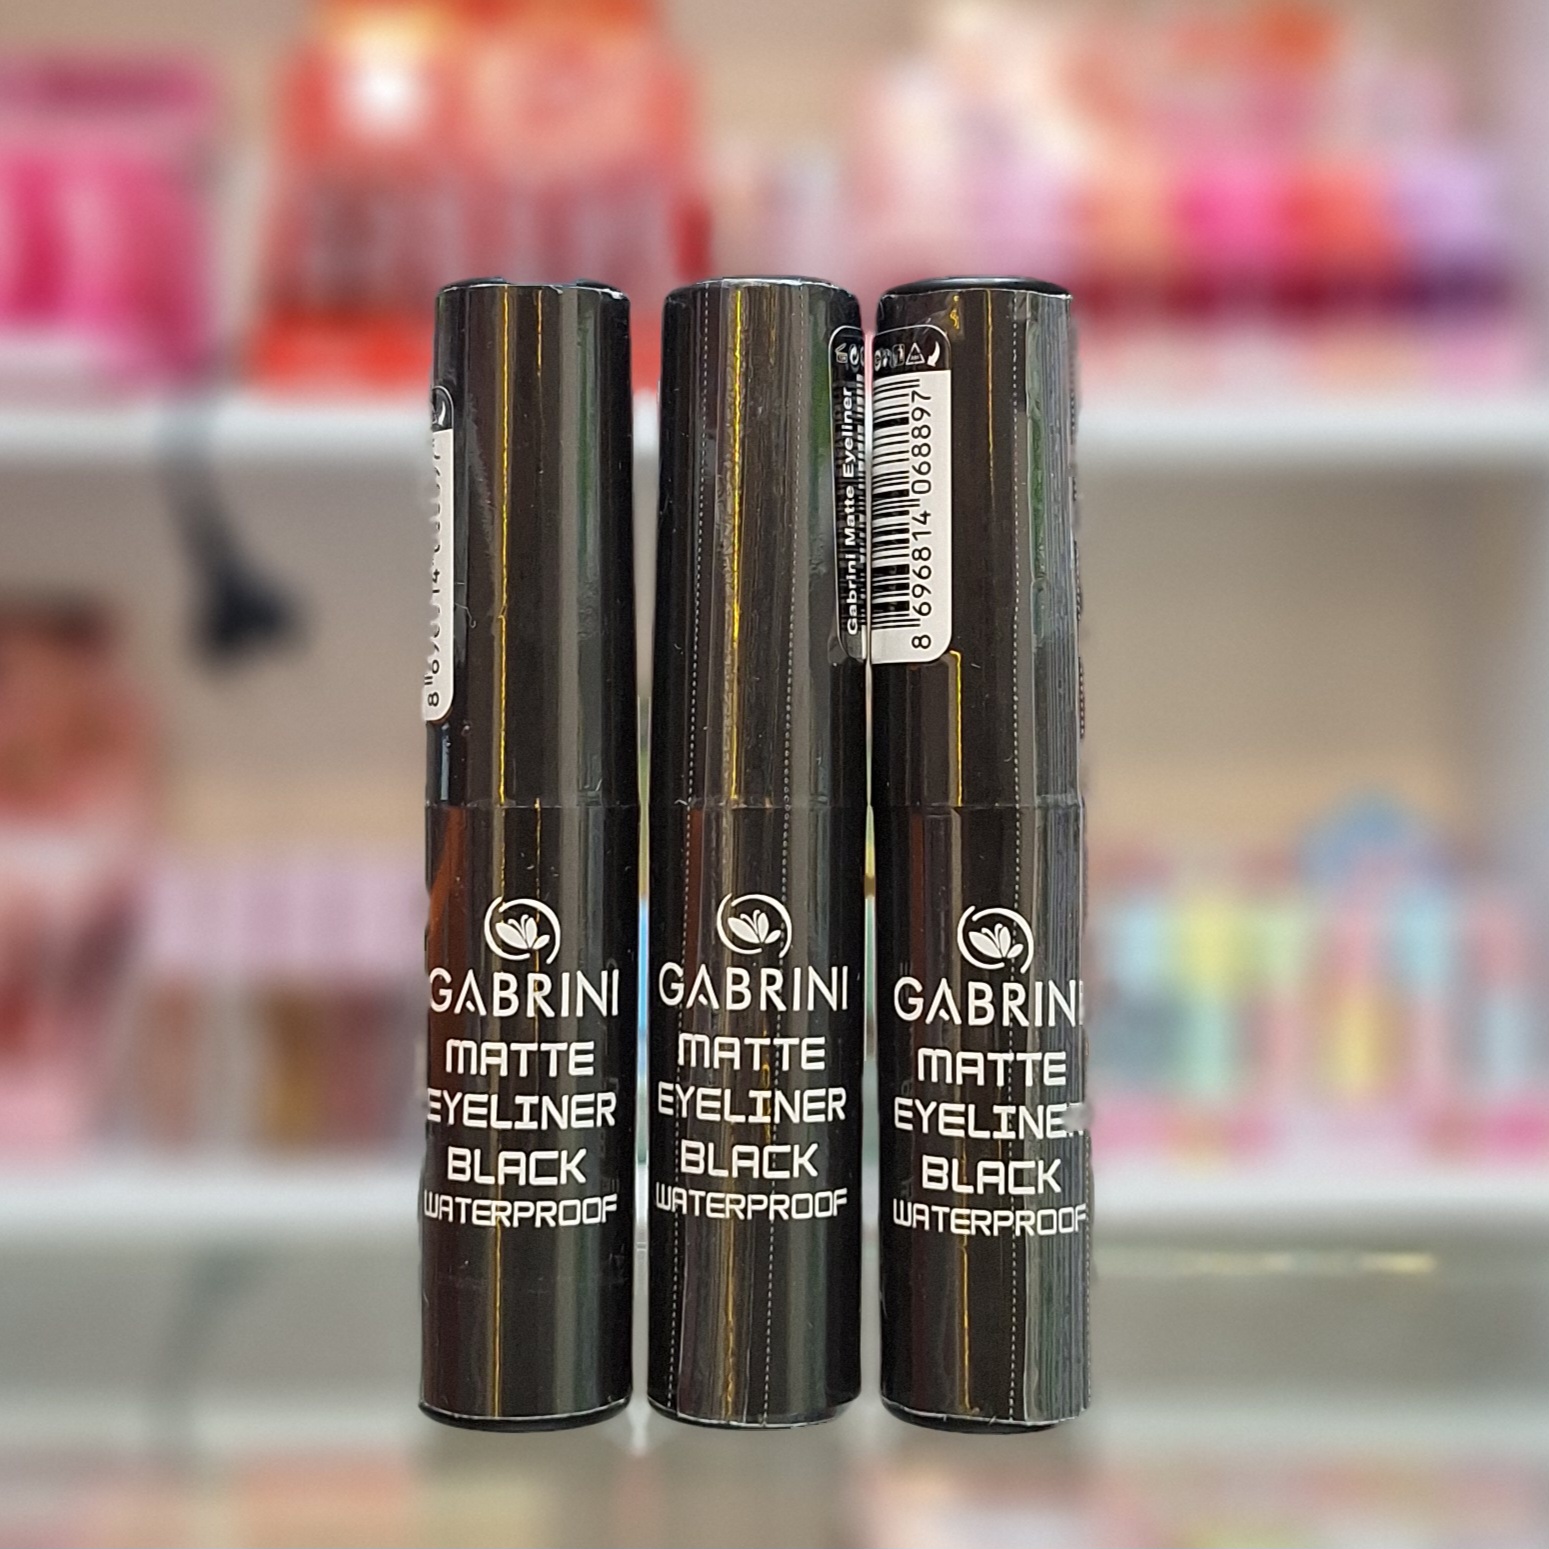 GABRINI
MATTE
EYELINER
BLACK
WATERPROOF
GABRINI
MATTE
EYELINER
BLACK
WATERPROOF
Gabrini Matte Eyeliner
8 696814 068897
GABRINI
MATTE
EYELINER
BLACK
WATERPROOF